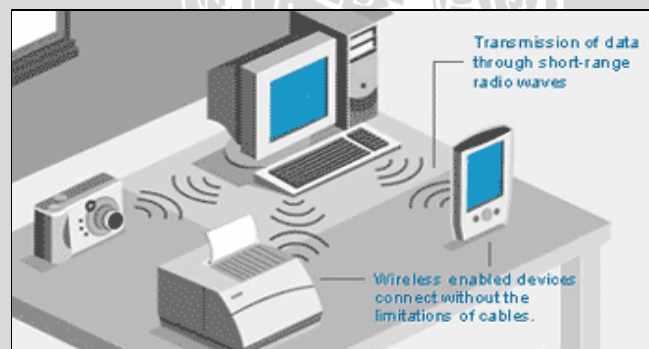 Transmission of data
through short-range
radio waves
Wireless enabled devices
connect without the
limitations of cables.